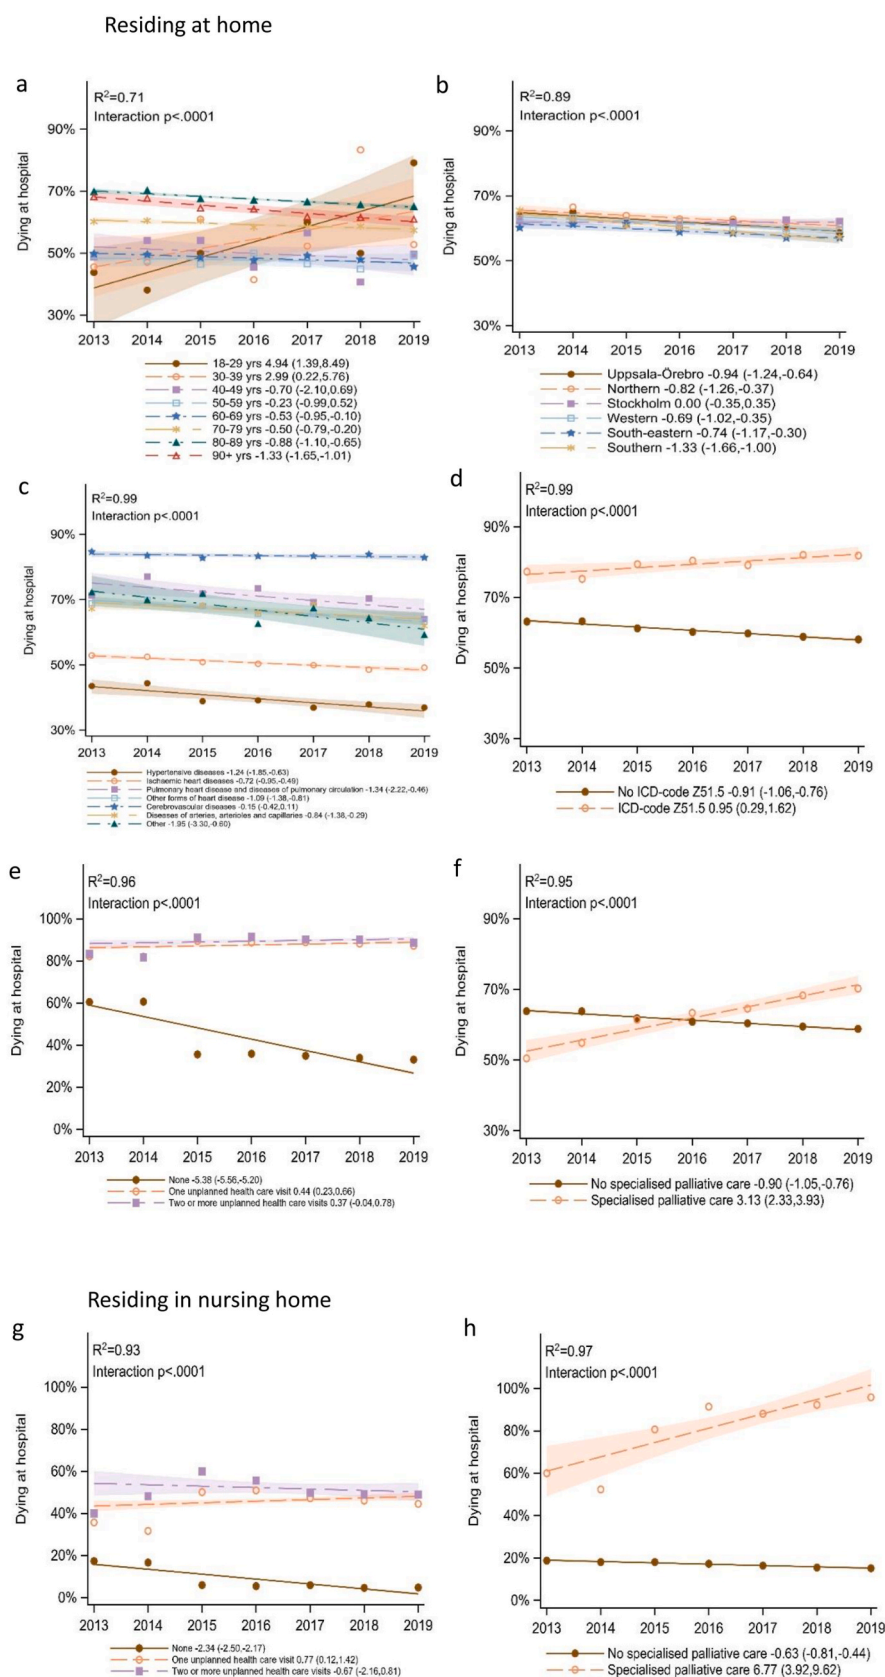 Residing at home
a
R²=0.71
Interaction p<.0001
Dying at hospital
90%
70%
50%
30%
2013 2014 2015 2016 2017 2018 2019
18-29 yrs 4.94 (1.39,8.49)
30-39 yrs 2.99 (0.22,5.76)
40-49 yrs -0.70 (-2.10,0.69)
50-59 yrs -0.23 (-0.99,0.52)
60-69 yrs -0.53 (-0.95,-0.10)
70-79 yrs -0.50 (-0.79,-0.20)
80-89 yrs -0.88 (-1.10,-0.65)
90+ yrs -1.33 (-1.65,-1.01)
b
R²=0.89
Interaction p<.0001
Dying at hospital
90%
70%
50%
30%
2013 2014 2015 2016 2017 2018 2019
Uppsala-Örebro -0.94 (-1.24,-0.64)
Northern -0.82 (-1.26,-0.37)
Stockholm 0.00 (-0.35,0.35)
Western -0.69 (-1.02,-0.35)
South-eastern -0.74 (-1.17,-0.30)
Southern -1.33 (-1.66,-1.00)
c
R²=0.99
Interaction p<.0001
Dying at hospital
90%
70%
50%
30%
2013 2014 2015 2016 2017 2018 2019
Hypertensive diseases -1.24 (-1.85,-0.63)
Ischaemic heart diseases -0.72 (-0.95,-0.49)
Pulmonary heart disease and diseases of pulmonary circulation -1.34 (-2.22,-0.46)
Other forms of heart disease -1.09 (-1.38,-0.81)
Cerebrovascular diseases -0.15 (-0.42,0.11)
Diseases of arteries, arterioles and capillaries -0.84 (-1.38,-0.29)
Other -1.95 (-3.30,-0.60)
d
R²=0.99
Interaction p<.0001
Dying at hospital
90%
70%
50%
30%
2013 2014 2015 2016 2017 2018 2019
No ICD-code Z51.5 -0.91 (-1.06,-0.76)
ICD-code Z51.5 0.95 (0.29,1.62)
e
R²=0.96
Interaction p<.0001
Dying at hospital
100%
80%
60%
40%
20%
0%
2013 2014 2015 2016 2017 2018 2019
None -5.38 (-5.56,-5.20)
One unplanned health care visit 0.44 (0.23,0.66)
Two or more unplanned health care visits 0.37 (-0.04,0.78)
f
R²=0.95
Interaction p<.0001
Dying at hospital
90%
70%
50%
30%
2013 2014 2015 2016 2017 2018 2019
No specialised palliative care -0.90 (-1.05,-0.76)
Specialised palliative care 3.13 (2.33,3.93)
Residing in nursing home
g
R²=0.93
Interaction p<.0001
Dying at hospital
100%
80%
60%
40%
20%
0%
2013 2014 2015 2016 2017 2018 2019
None -2.34 (-2.50,-2.17)
One unplanned health care visit 0.77 (0.12,1.42)
Two or more unplanned health care visits -0.67 (-2.16,0.81)
h
R²=0.97
Interaction p<.0001
Dying at hospital
100%
80%
60%
40%
20%
0%
2013 2014 2015 2016 2017 2018 2019
No specialised palliative care -0.63 (-0.81,-0.44)
Specialised palliative care 6.77 (3.92,9.62)